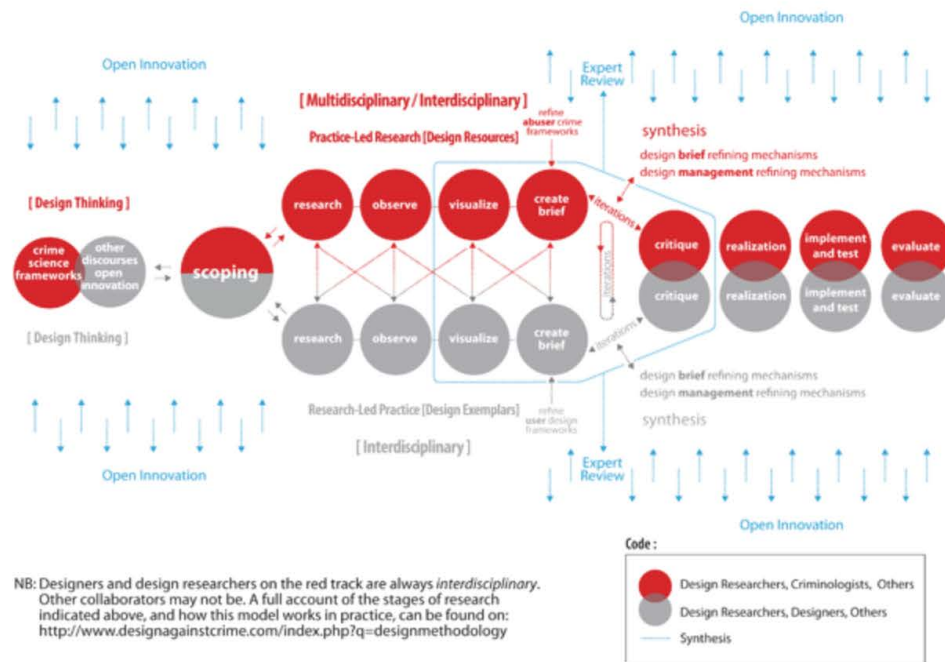 Open Innovation
Open Innovation
Expert
Review
[ Multidisciplinary / Interdisciplinary ]
Practice-Led Research [Design Resources]
refine
abuser crime
frameworks
synthesis
design brief refining mechanisms
design management refining mechanisms
[ Design Thinking ]
crime
science
frameworks
other
discourses
open
innovation
[ Design Thinking ]
scoping
research
observe
visualize
create
brief
iterations
critique
realization
implement
and test
evaluate
iterations
research
observe
visualize
create
brief
iterations
critique
realization
implement
and test
evaluate
design brief refining mechanisms
design management refining mechanisms
synthesis
Research-Led Practice [Design Exemplars]
[ Interdisciplinary ]
refine
user design
frameworks
Expert
Review
Open Innovation
Open Innovation
NB: Designers and design researchers on the red track are always interdisciplinary.
Other collaborators may not be. A full account of the stages of research
indicated above, and how this model works in practice, can be found on:
http://www.designagainstcrime.com/index.php?q=designmethodology
Code :
Design Researchers, Criminologists, Others
Design Researchers, Designers, Others
Synthesis